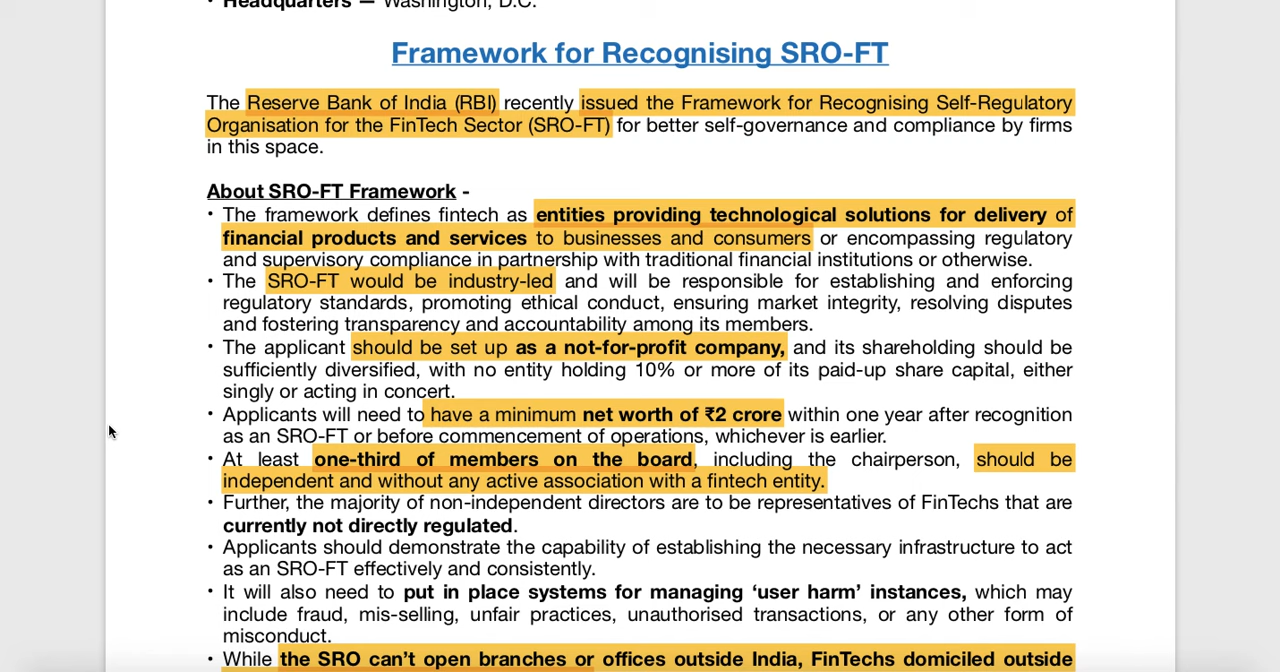 • Headquarters — Washington, D.C.
Framework for Recognising SRO-FT
The Reserve Bank of India (RBI) recently issued the Framework for Recognising Self-Regulatory
Organisation for the FinTech Sector (SRO-FT) for better self-governance and compliance by firms
in this space.
About SRO-FT Framework -
• The framework defines fintech as entities providing technological solutions for delivery of
financial products and services to businesses and consumers or encompassing regulatory
and supervisory compliance in partnership with traditional financial institutions or otherwise.
• The SRO-FT would be industry-led and will be responsible for establishing and enforcing
regulatory standards, promoting ethical conduct, ensuring market integrity, resolving disputes
and fostering transparency and accountability among its members.
• The applicant should be set up as a not-for-profit company, and its shareholding should be
sufficiently diversified, with no entity holding 10% or more of its paid-up share capital, either
singly or acting in concert.
• Applicants will need to have a minimum net worth of ₹2 crore within one year after recognition
as an SRO-FT or before commencement of operations, whichever is earlier.
• At least one-third of members on the board, including the chairperson, should be
independent and without any active association with a fintech entity.
• Further, the majority of non-independent directors are to be representatives of FinTechs that are
currently not directly regulated.
• Applicants should demonstrate the capability of establishing the necessary infrastructure to act
as an SRO-FT effectively and consistently.
• It will also need to put in place systems for managing ‘user harm’ instances, which may
include fraud, mis-selling, unfair practices, unauthorised transactions, or any other form of
misconduct.
• While the SRO can’t open branches or offices outside India, FinTechs domiciled outside